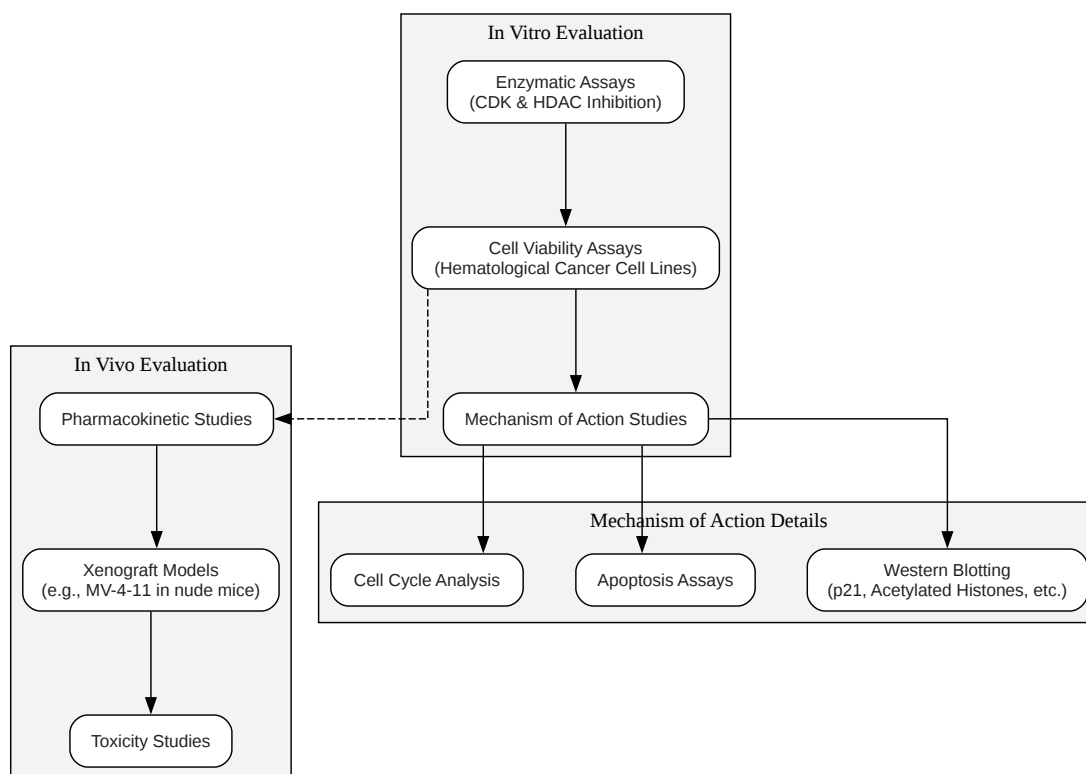 In Vitro Evaluation
Enzymatic Assays
(CDK & HDAC Inhibition)
Cell Viability Assays
(Hematological Cancer Cell Lines)
Mechanism of Action Studies
In Vivo Evaluation
Pharmacokinetic Studies
Xenograft Models
(e.g., MV-4-11 in nude mice)
Toxicity Studies
Mechanism of Action Details
Cell Cycle Analysis
Apoptosis Assays
Western Blotting
(p21, Acetylated Histones, etc.)